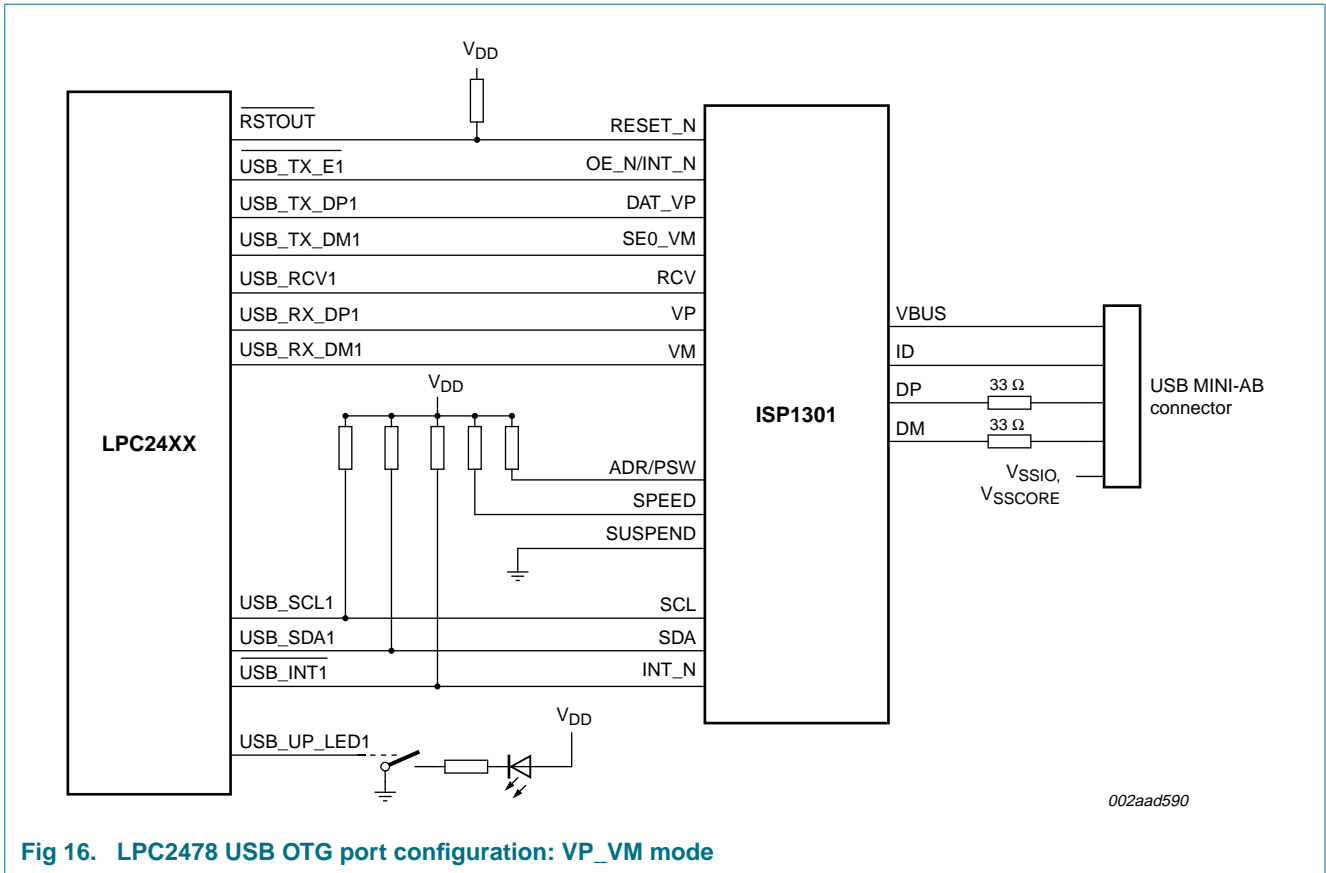 VDD
RSTOUT
RESET_N
USB_TX_E1
OE_N/INT_N
USB_TX_DP1
DAT_VP
USB_TX_DM1
SE0_VM
USB_RCV1
RCV
USB_RX_DP1
VP
USB_RX_DM1
VM
VBUS
ID
DP
33 Ω
DM
33 Ω
USB MINI-AB
connector
VSSIO,
VSSCORE
LPC24XX
ISP1301
VDD
ADR/PSW
SPEED
SUSPEND
USB_SCL1
SCL
USB_SDA1
SDA
USB_INT1
INT_N
VDD
USB_UP_LED1
002aad590
Fig 16. LPC2478 USB OTG port configuration: VP_VM mode